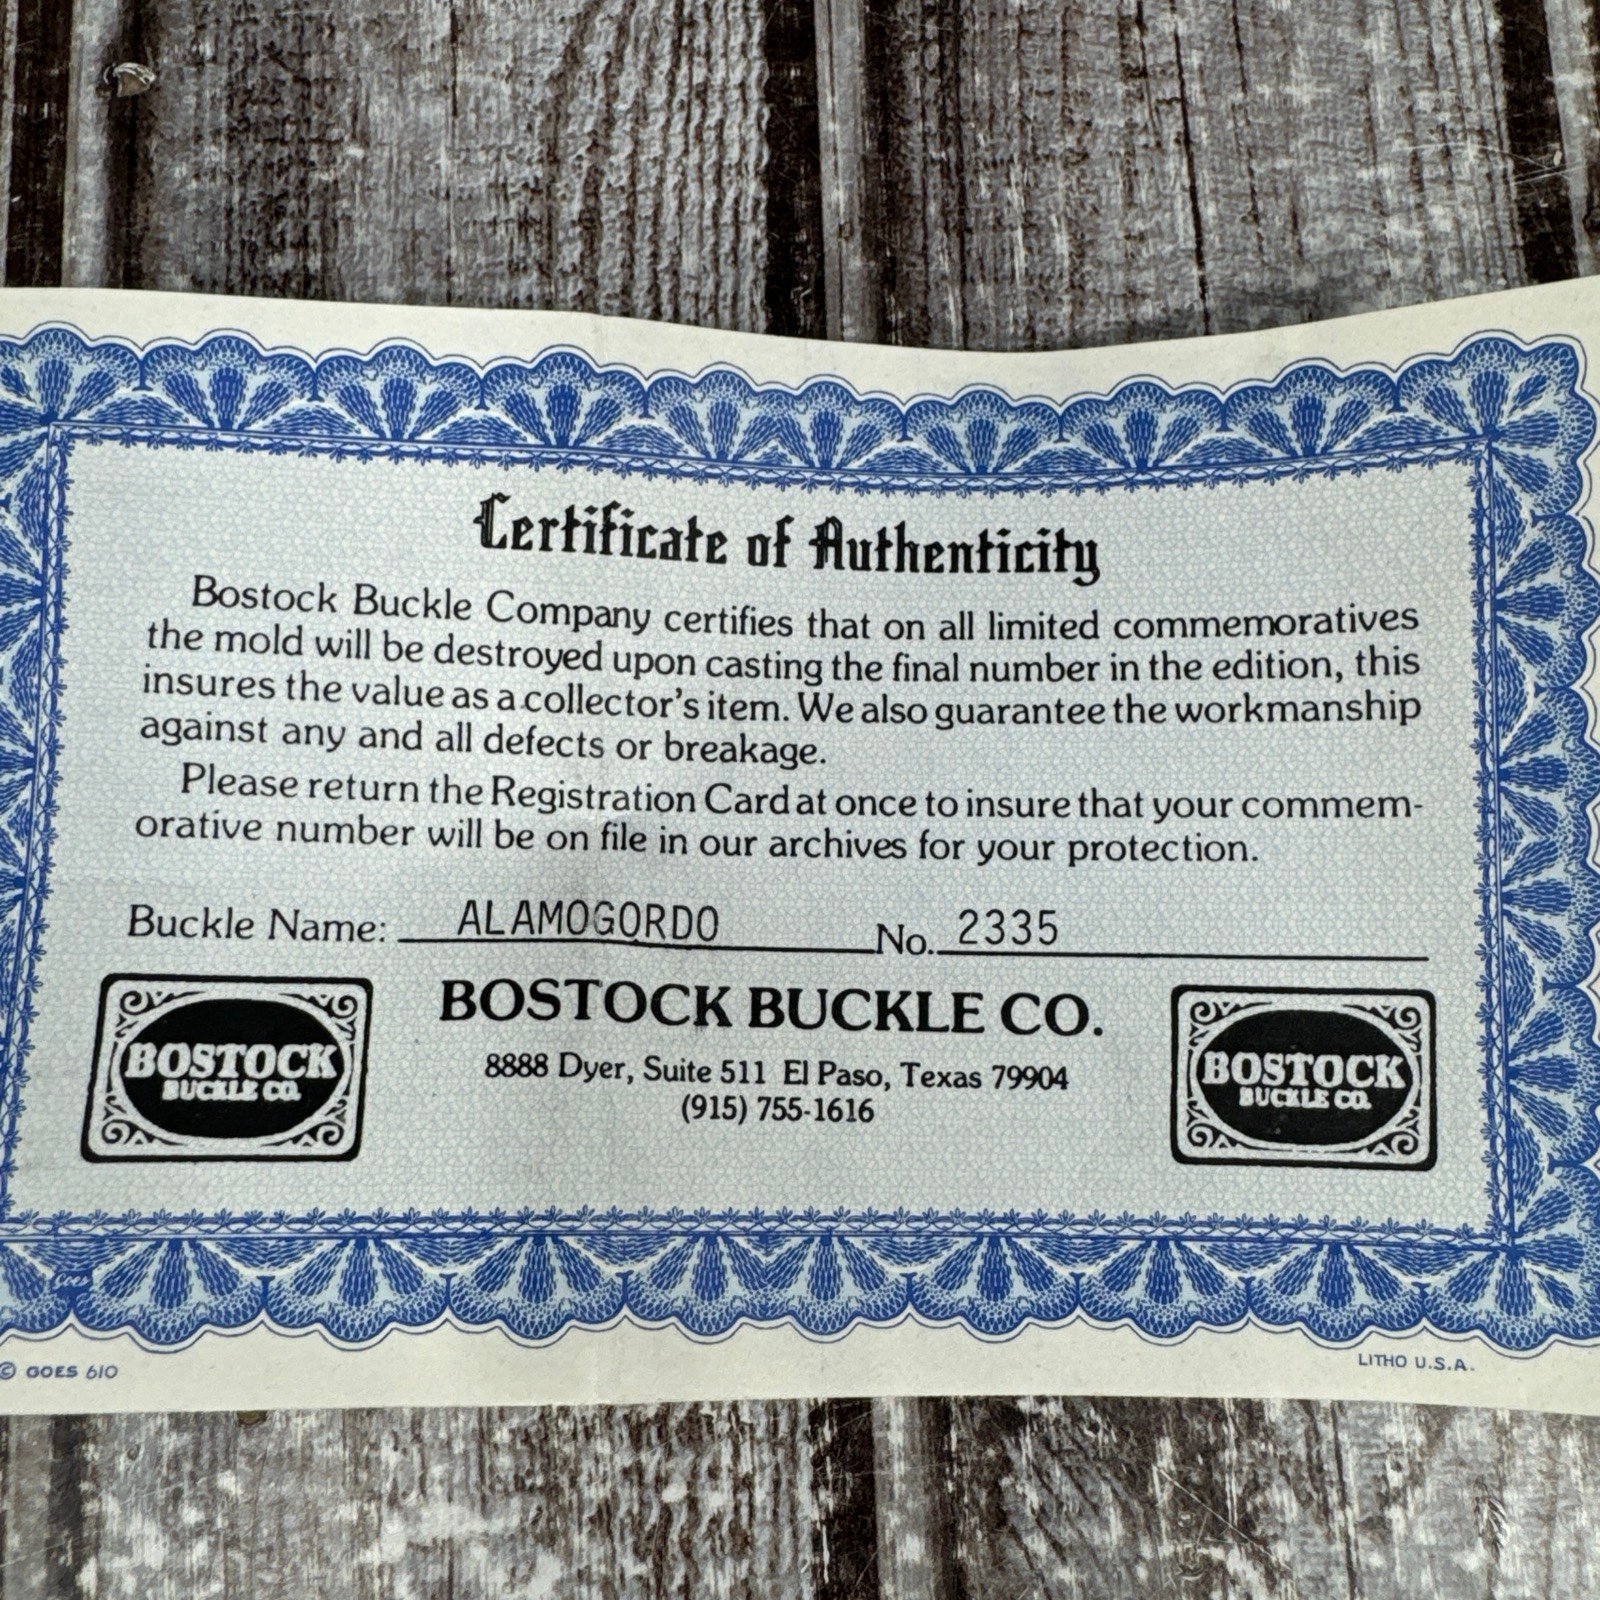 Certificate of Authenticity
Bostock Buckle Company certifies that on all limited commemoratives
the mold will be destroyed upon casting the final number in the edition, this
insures the value as a collector's item. We also guarantee the workmanship
against any and all defects or breakage.
Please return the Registration Card at once to insure that your commem-
orative number will be on file in our archives for your protection.
Buckle Name: ALAMOGORDO No. 2335
BOSTOCK
BUCKLE CO.
BOSTOCK BUCKLE CO.
8888 Dyer, Suite 511 El Paso, Texas 79904
(915) 755-1616
BOSTOCK
BUCKLE CO.
Goes
© GOES 610
LITHO U.S.A.